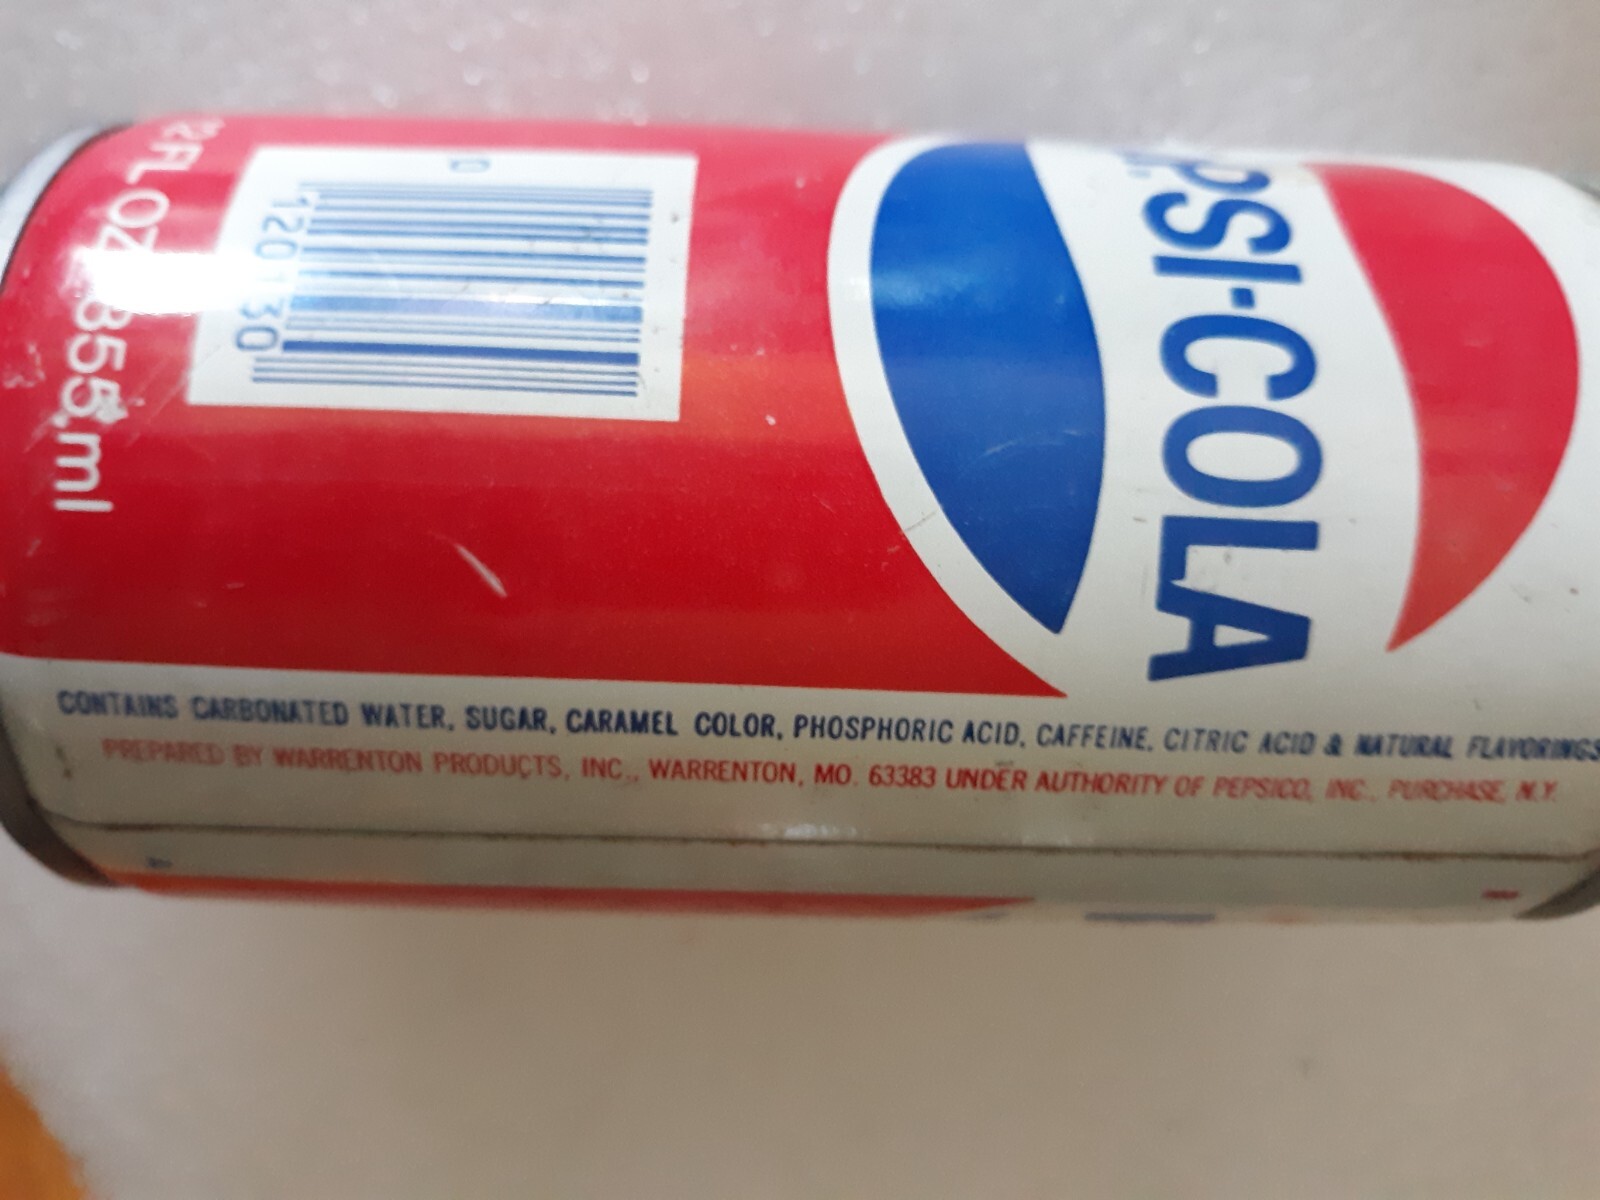 PSI·COLA
12 FL OZ 355 ml
0
120130
CONTAINS CARBONATED WATER, SUGAR, CARAMEL COLOR, PHOSPHORIC ACID, CAFFEINE, CITRIC ACID & NATURAL FLAVORINGS
PREPARED BY WARRENTON PRODUCTS, INC., WARRENTON, MO. 63383 UNDER AUTHORITY OF PEPSICO, INC., PURCHASE, N.Y.